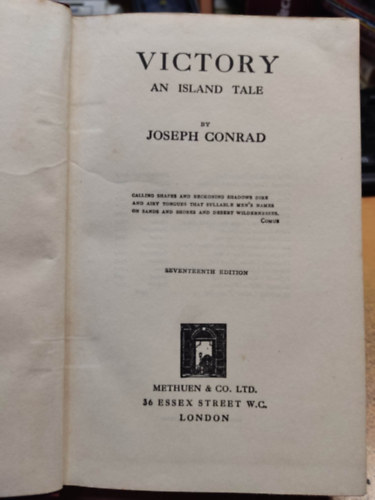 VICTORY
AN ISLAND TALE
BY
JOSEPH CONRAD
CALLING SHAPES AND BECKONING SHADOWS DIRE
AND AIRY TONGUES THAT SYLLABLE MEN'S NAMES
ON SANDS AND SHORES AND DESERT WILDERNESSES.
COMUS
SEVENTEENTH EDITION
METHUEN & CO. LTD.
36 ESSEX STREET W.C.
LONDON